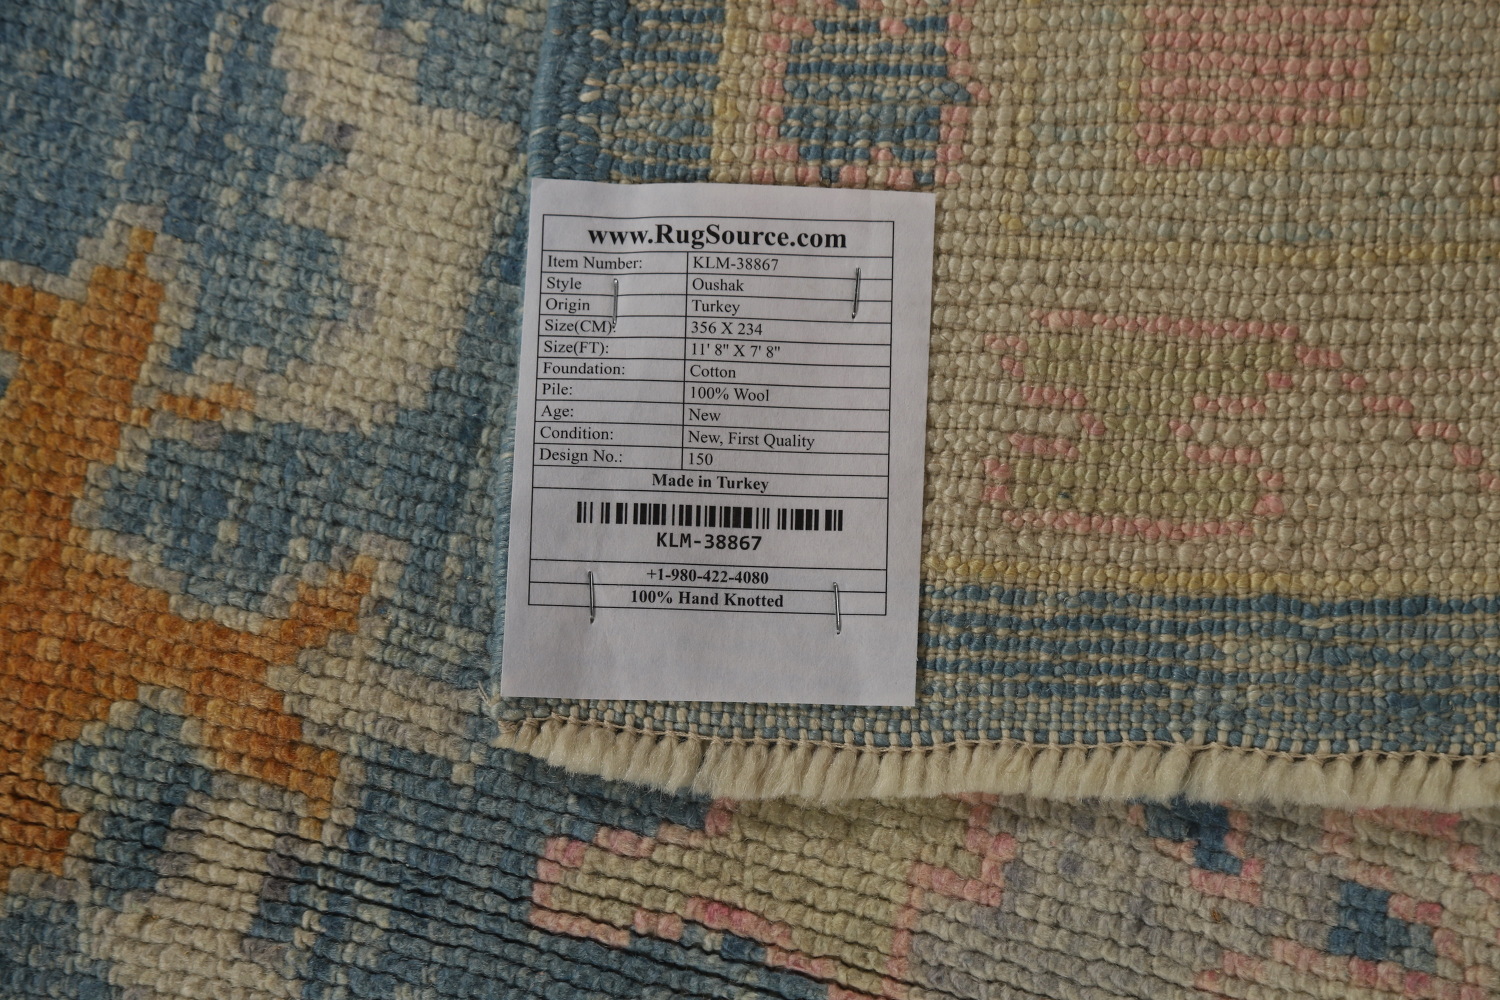 www.RugSource.com
Item Number: KLM-38867
Style Oushak
Origin Turkey
Size(CM): 356 X 234
Size(FT): 11' 8" X 7' 8"
Foundation: Cotton
Pile: 100% Wool
Age: New
Condition: New, First Quality
Design No.: 150
Made in Turkey
KLM-38867
+1-980-422-4080
100% Hand Knotted